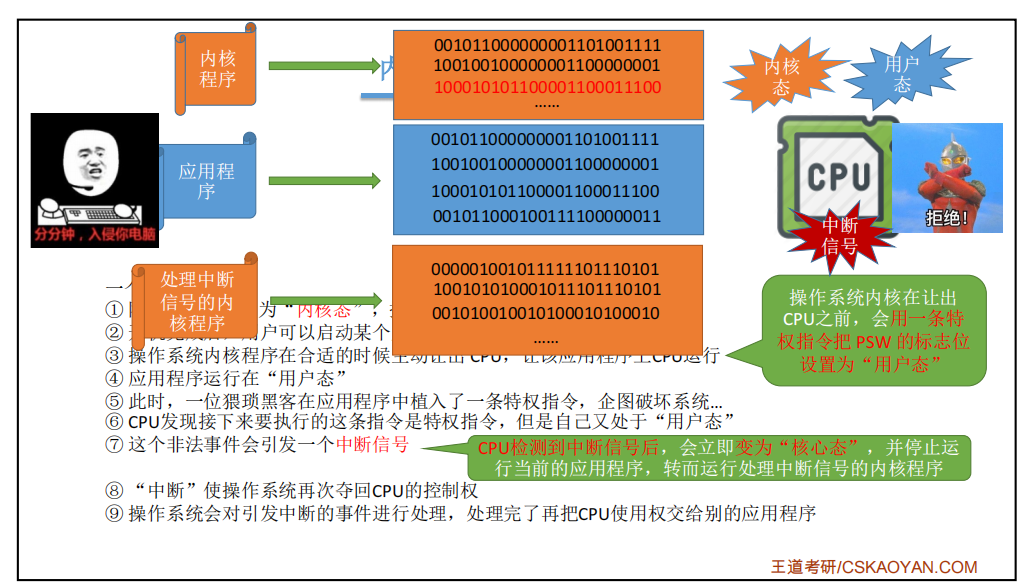 内核
程序
内
0010110000000001101001111
1001001000000001100000001
1000101011000011000111100
……
内核
态
用户
态
应用程
序
0010110000000001101001111
1001001000000001100000001
1000101011000011000111100
0010110001001111100000011
分分钟，入侵你电脑
CPU
拒绝！
中断
信号
处理中断
信号的内
核程序
0000010010111111011110101
1001010100010111011110101
0010100100101000101000010
……
操作系统内核在让出
CPU之前，会用一条特
权指令把 PSW 的标志位
设置为“用户态”
一
① 为“内核态”，
② 户可以启动某个
③ 操作系统内核程序在合适的时候主动让出 CPU，让该应用程序上CPU运行
④ 应用程序运行在“用户态”
⑤ 此时，一位猥琐黑客在应用程序中植入了一条特权指令，企图破坏系统…
⑥ CPU发现接下来要执行的这条指令是特权指令，但是自己又处于“用户态”
⑦ 这个非法事件会引发一个中断信号
CPU检测到中断信号后，会立即变为“核心态”，并停止运
行当前的应用程序，转而运行处理中断信号的内核程序
⑧ “中断”使操作系统再次夺回CPU的控制权
⑨ 操作系统会对引发中断的事件进行处理，处理完了再把CPU使用权交给别的应用程序
王道考研/CSKAOYAN.COM